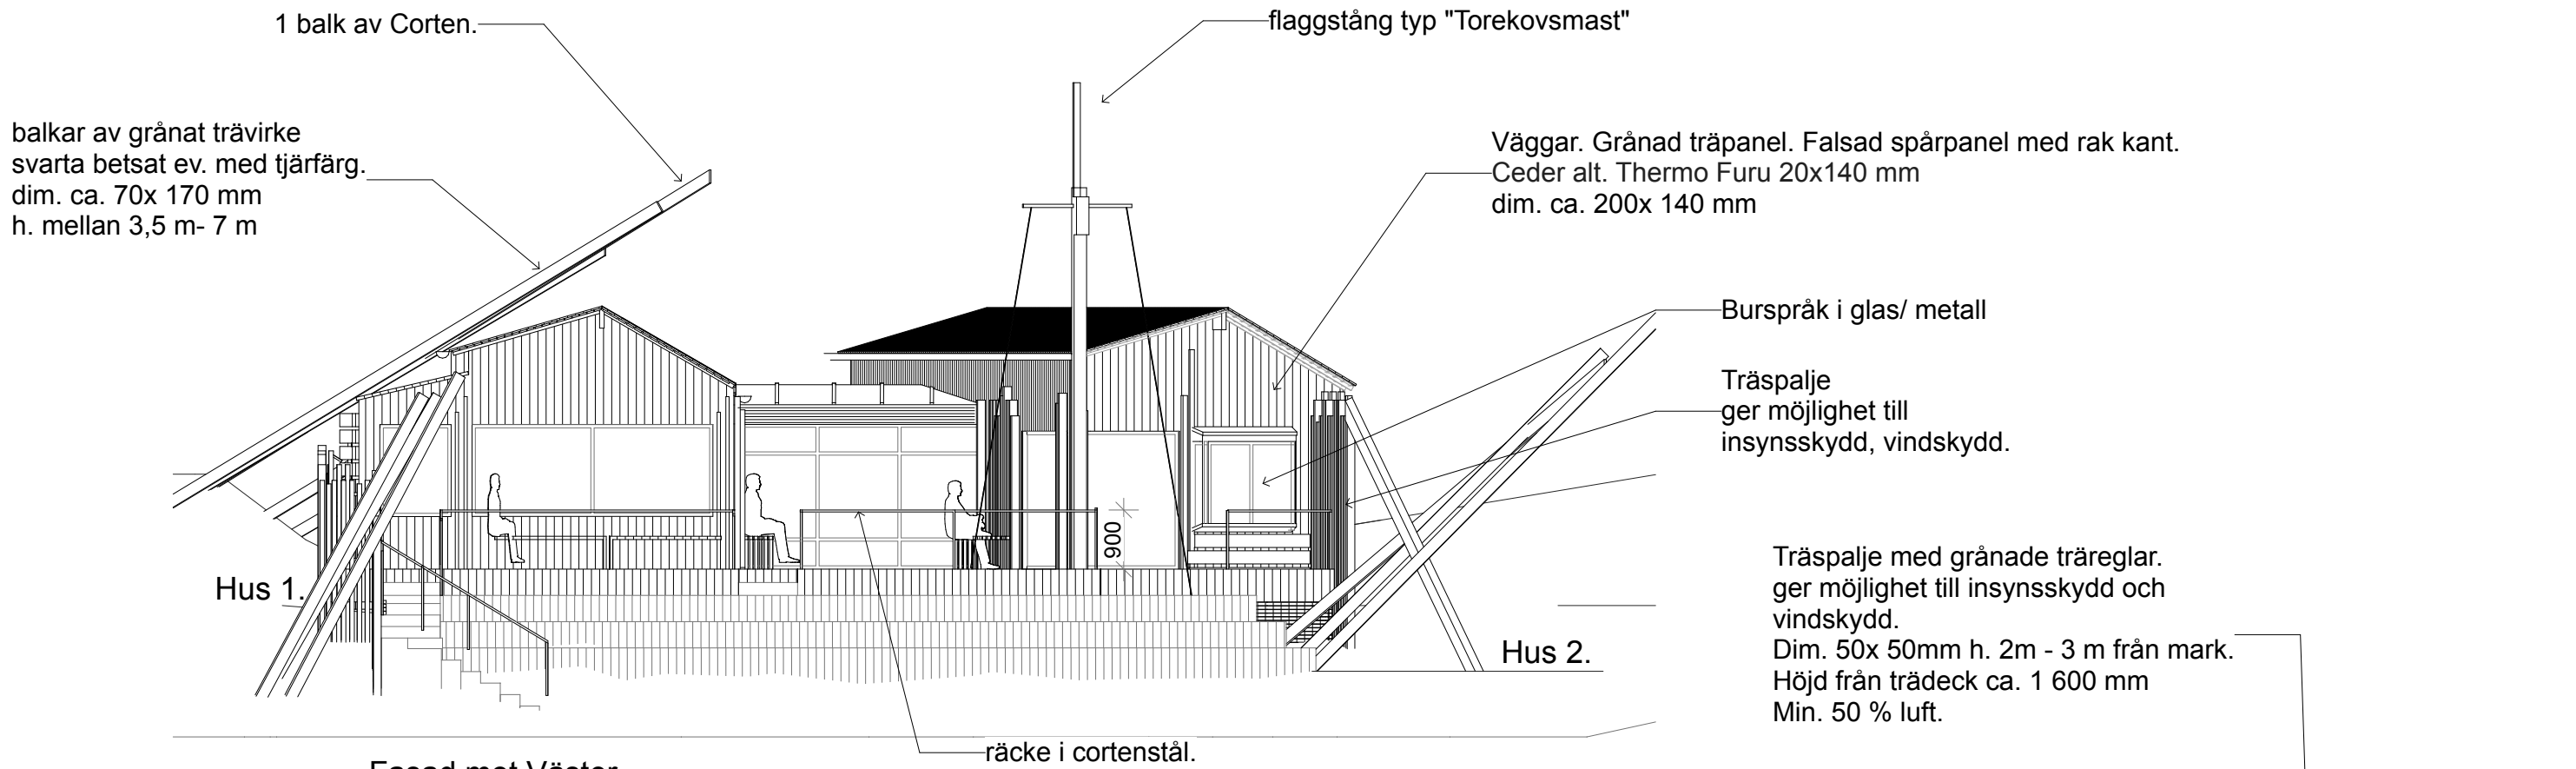 1 balk av Corten.
flaggstång typ "Torekovsmast"
balkar av grånat trävirke
svarta betsat ev. med tjärfärg.
dim. ca. 70x 170 mm
h. mellan 3,5 m- 7 m
Väggar. Grånad träpanel. Falsad spårpanel med rak kant.
Ceder alt. Thermo Furu 20x140 mm
dim. ca. 200x 140 mm
Burspråk i glas/ metall
Träspalje
ger möjlighet till
insynsskydd, vindskydd.
900
Hus 1.
Hus 2.
Träspalje med grånade träreglar.
ger möjlighet till insynsskydd och
vindskydd.
Dim. 50x 50mm h. 2m - 3 m från mark.
Höjd från trädeck ca. 1 600 mm
Min. 50 % luft.
räcke i cortenstål.
Fasad mot Väster